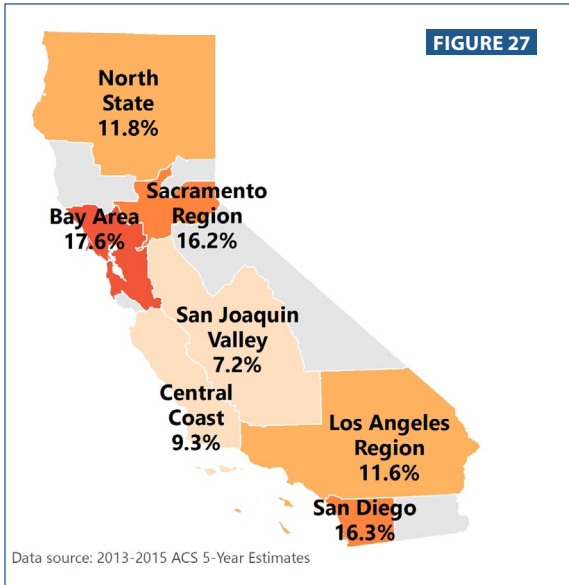 FIGURE 27
North
State
11.8%
Sacramento
Region
16.2%
Bay Area
17.6%
San Joaquin
Valley
7.2%
Central
Coast
9.3%
Los Angeles
Region
11.6%
San Diego
16.3%
Data source: 2013-2015 ACS 5-Year Estimates